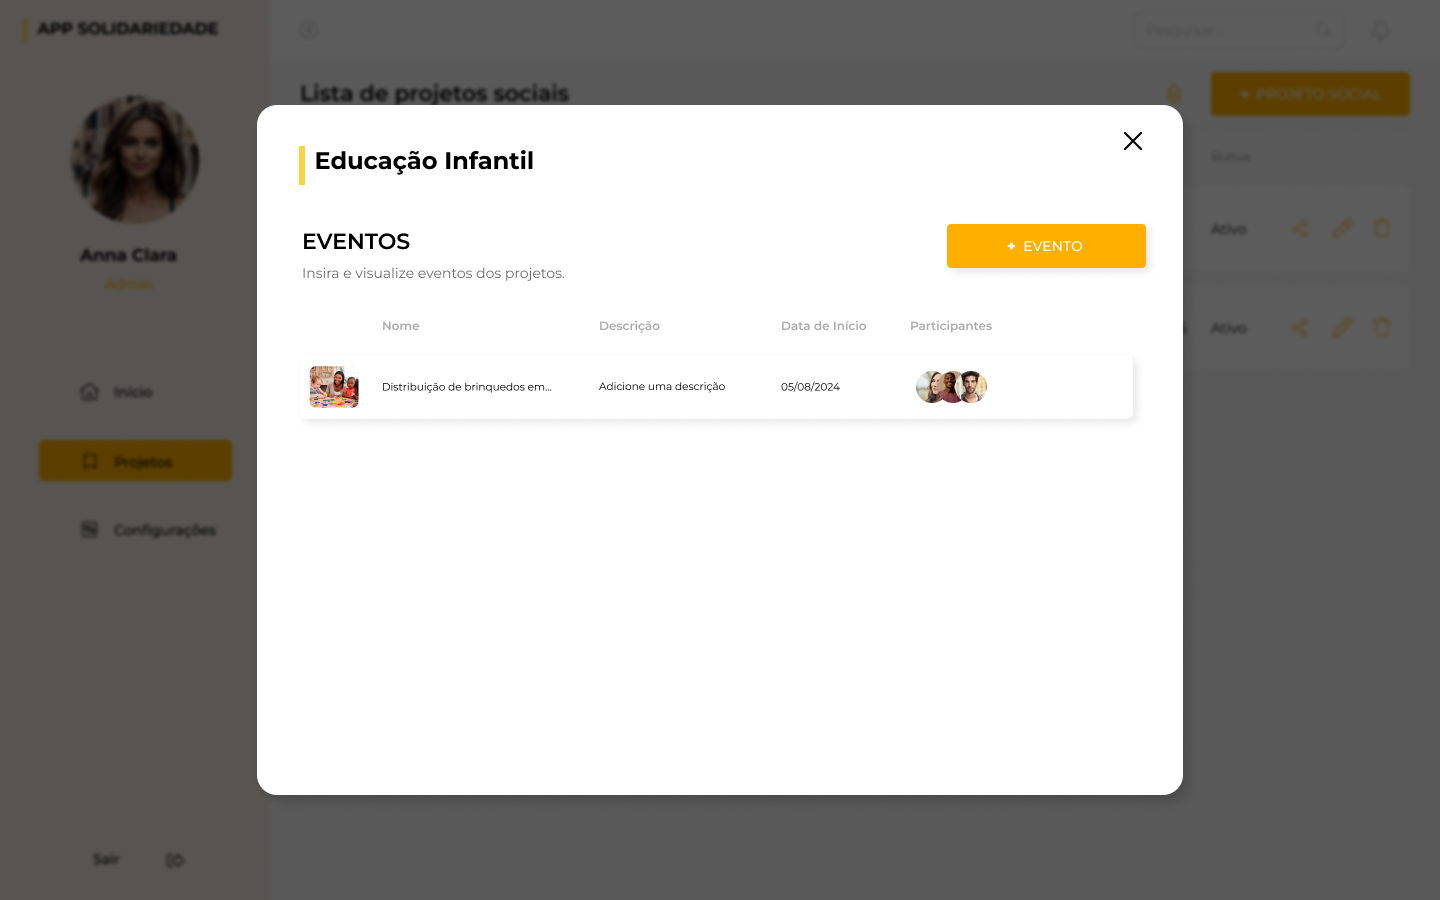 APP SOLIDARIEDADE
Pesquisar...
Lista de projetos sociais
+ PROJETO SOCIAL
Status
Anna Clara
Admin
Início
Projetos
Configurações
Sair
Ativo
Ativo
Educação Infantil
EVENTOS
Insira e visualize eventos dos projetos.
+ EVENTO
Nome Descrição Data de Início Participantes
Distribuição de brinquedos em... Adicione uma descrição 05/08/2024